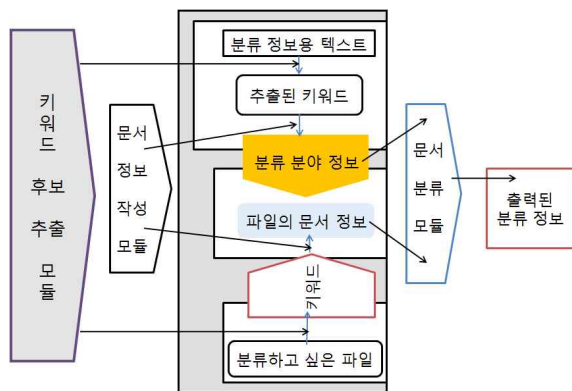 키워드
후보
추출
모듈
문서
정보
작성
모듈
분류 정보용 텍스트
추출된 키워드
분류 분야 정보
파일의 문서 정보
키워드
분류하고 싶은 파일
문서
분류
모듈
출력된
분류 정보